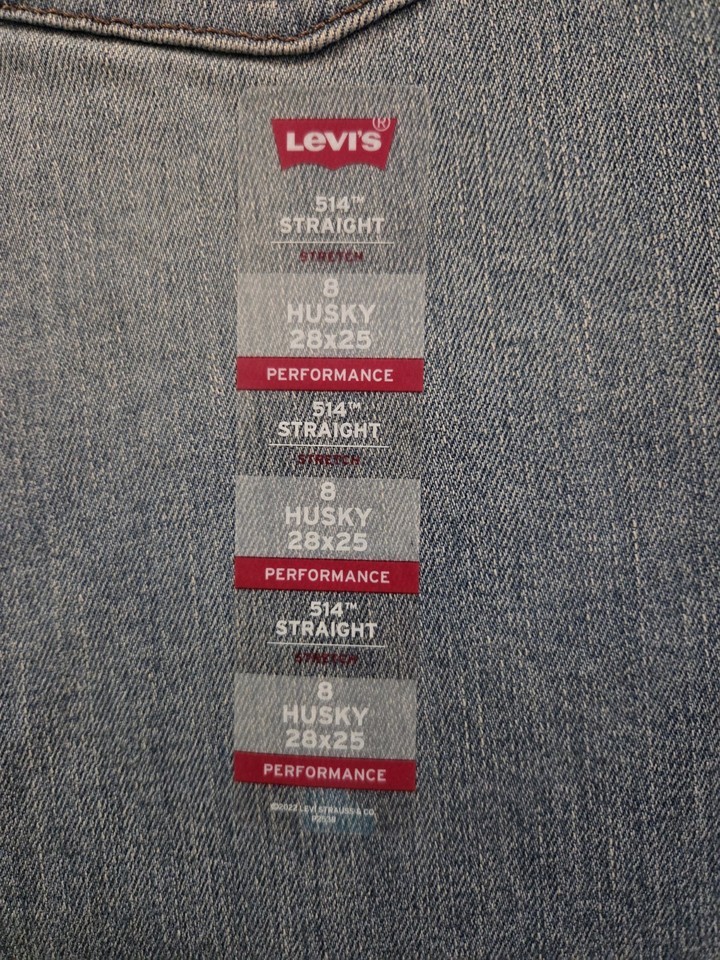 LEVI'S®
514™
STRAIGHT
STRETCH
8
HUSKY
28x25
PERFORMANCE
514™
STRAIGHT
STRETCH
8
HUSKY
28x25
PERFORMANCE
514™
STRAIGHT
STRETCH
8
HUSKY
28x25
PERFORMANCE
©2022 LEVI STRAUSS & CO.